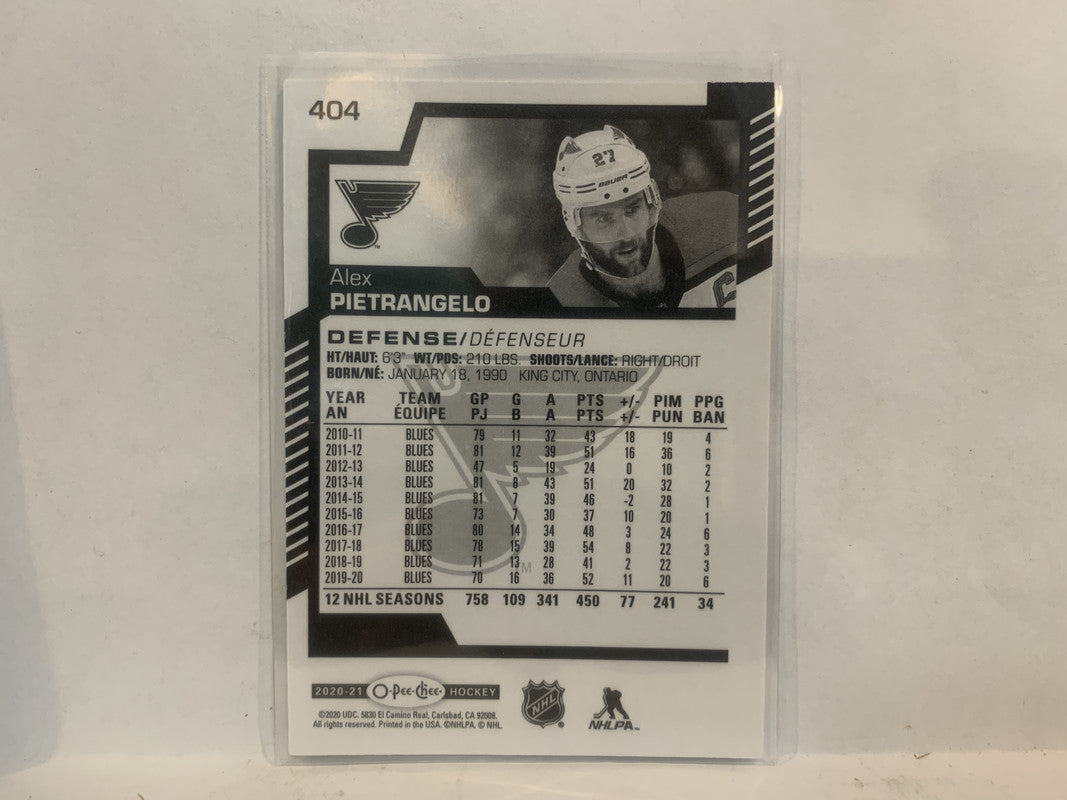 404
27
BAUER
C
TM
Alex
PIETRANGELO
DEFENSE/DÉFENSEUR
HT/HAUT: 6'3" WT/PDS: 210 LBS. SHOOTS/LANCE: RIGHT/DROIT
BORN/NÉ: JANUARY 18, 1990 KING CITY, ONTARIO
YEAR TEAM GP G A PTS +/- PIM PPG
AN ÉQUIPE PJ B A PTS +/- PUN BAN
2010-11 BLUES 79 11 32 43 18 19 4
2011-12 BLUES 81 12 39 51 16 36 6
2012-13 BLUES 47 5 19 24 0 10 2
2013-14 BLUES 81 8 43 51 20 32 2
2014-15 BLUES 81 7 39 46 -2 28 1
2015-16 BLUES 73 7 30 37 10 20 1
2016-17 BLUES 80 14 34 48 3 24 6
2017-18 BLUES 78 15 39 54 8 22 3
2018-19 BLUES 71 13 28 41 2 22 3
2019-20 BLUES 70 16 36 52 11 20 6
TM
12 NHL SEASONS 758 109 341 450 77 241 34
2020-21 O-Pee-Chee HOCKEY
©2020 UDC. 5830 El Camino Real, Carlsbad, CA 92008.
All rights reserved. Printed in the USA. ©NHLPA. © NHL.
NHL
NHLPA